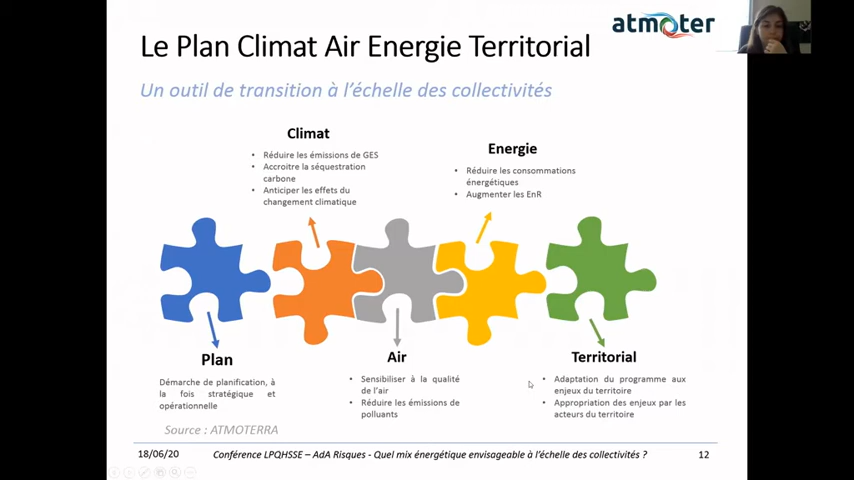 atmoter
Le Plan Climat Air Energie Territorial
Un outil de transition à l'échelle des collectivités
Climat
• Réduire les émissions de GES
• Accroitre la séquestration
carbone
• Anticiper les effets du
changement climatique
Energie
• Réduire les consommations
énergétiques
• Augmenter les EnR
Plan
Démarche de planification, à
la fois stratégique et
opérationnelle
Air
• Sensibiliser à la qualité
de l'air
• Réduire les émissions de
polluants
Territorial
• Adaptation du programme aux
enjeux du territoire
• Appropriation des enjeux par les
acteurs du territoire
Source : ATMOTERRA
18/06/20 Conférence LPQHSSE – AdA Risques - Quel mix énergétique envisageable à l'échelle des collectivités ? 12